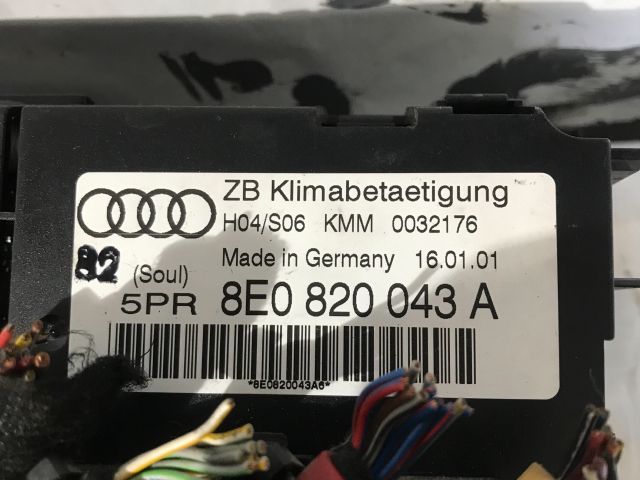 ZB Klimabetaetigung
H04/S06 KMM 0032176
Made in Germany 16.01.01
82 (Soul)
5PR 8E0 820 043 A
*8E0820043A6*